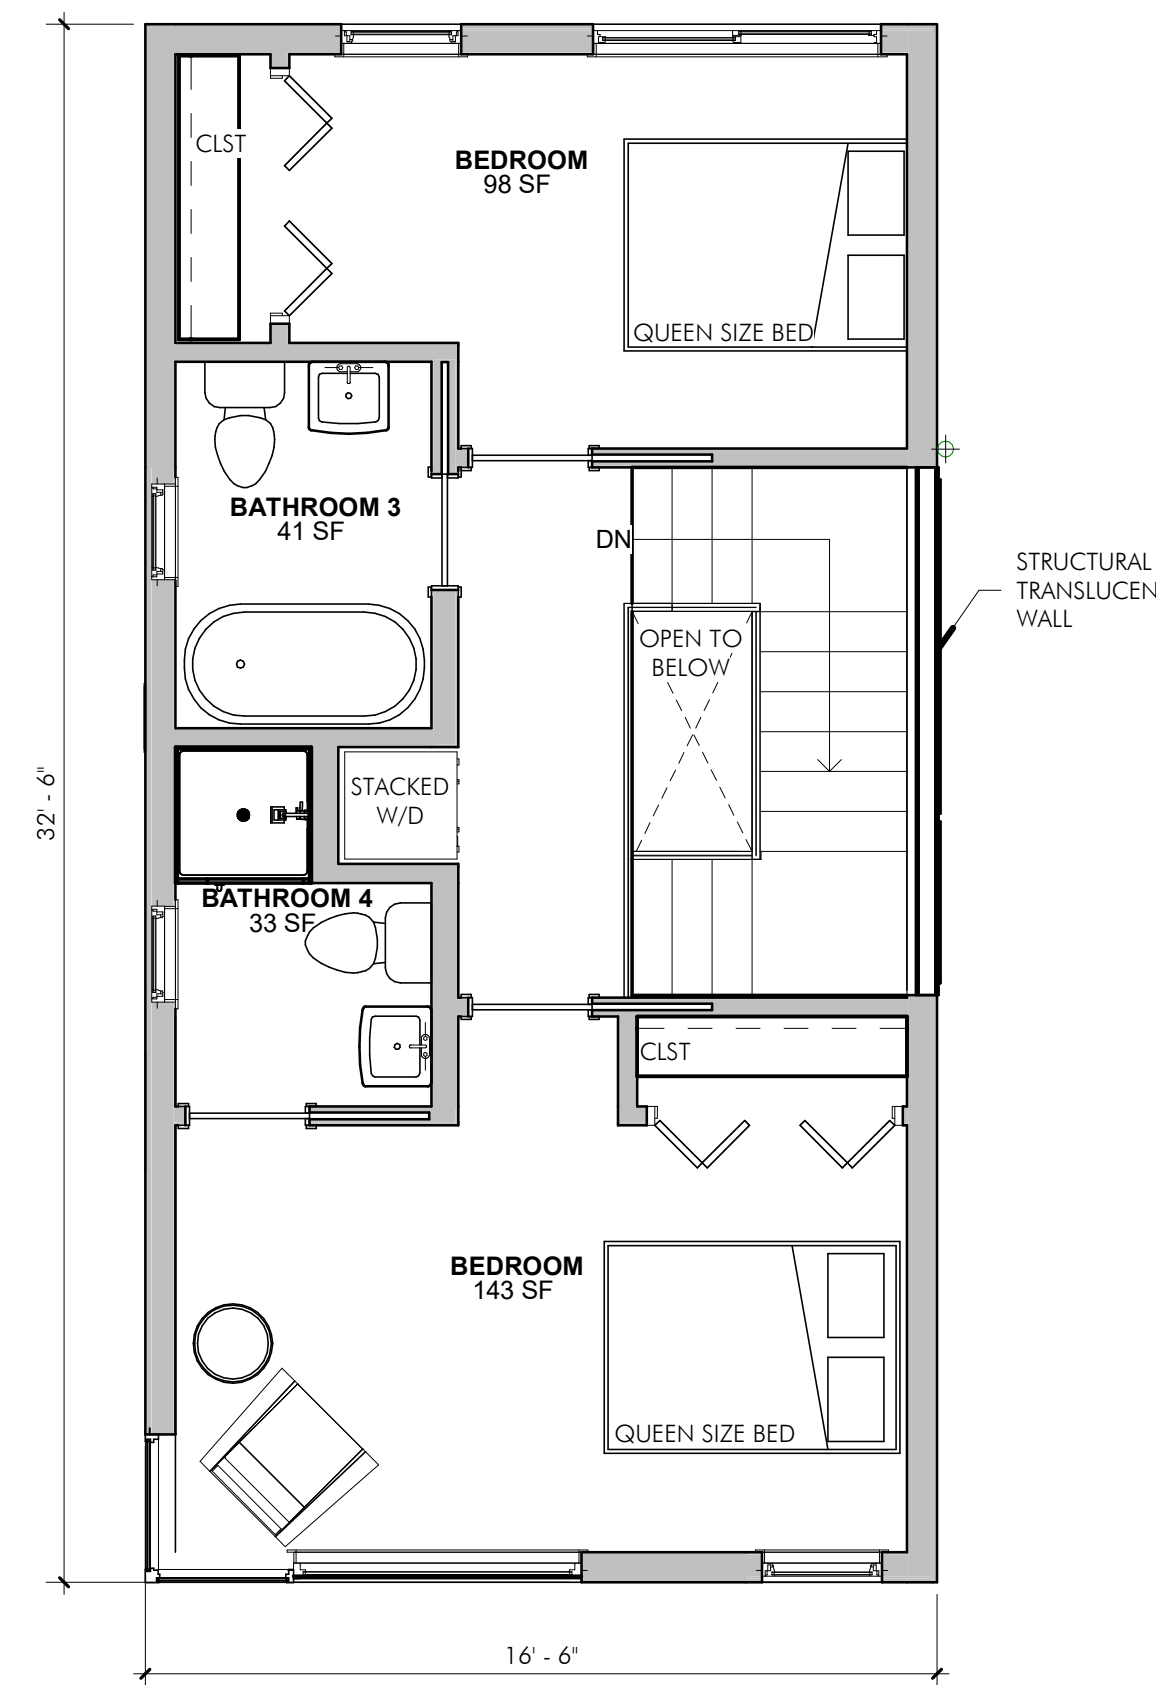 CLST
BEDROOM
98 SF
QUEEN SIZE BED
BATHROOM 3
41 SF
DN
STRUCTURAL
TRANSLUCEN
WALL
OPEN TO
BELOW
32' - 6"
STACKED
W/D
BATHROOM 4
33 SF
CLST
BEDROOM
143 SF
QUEEN SIZE BED
16' - 6"